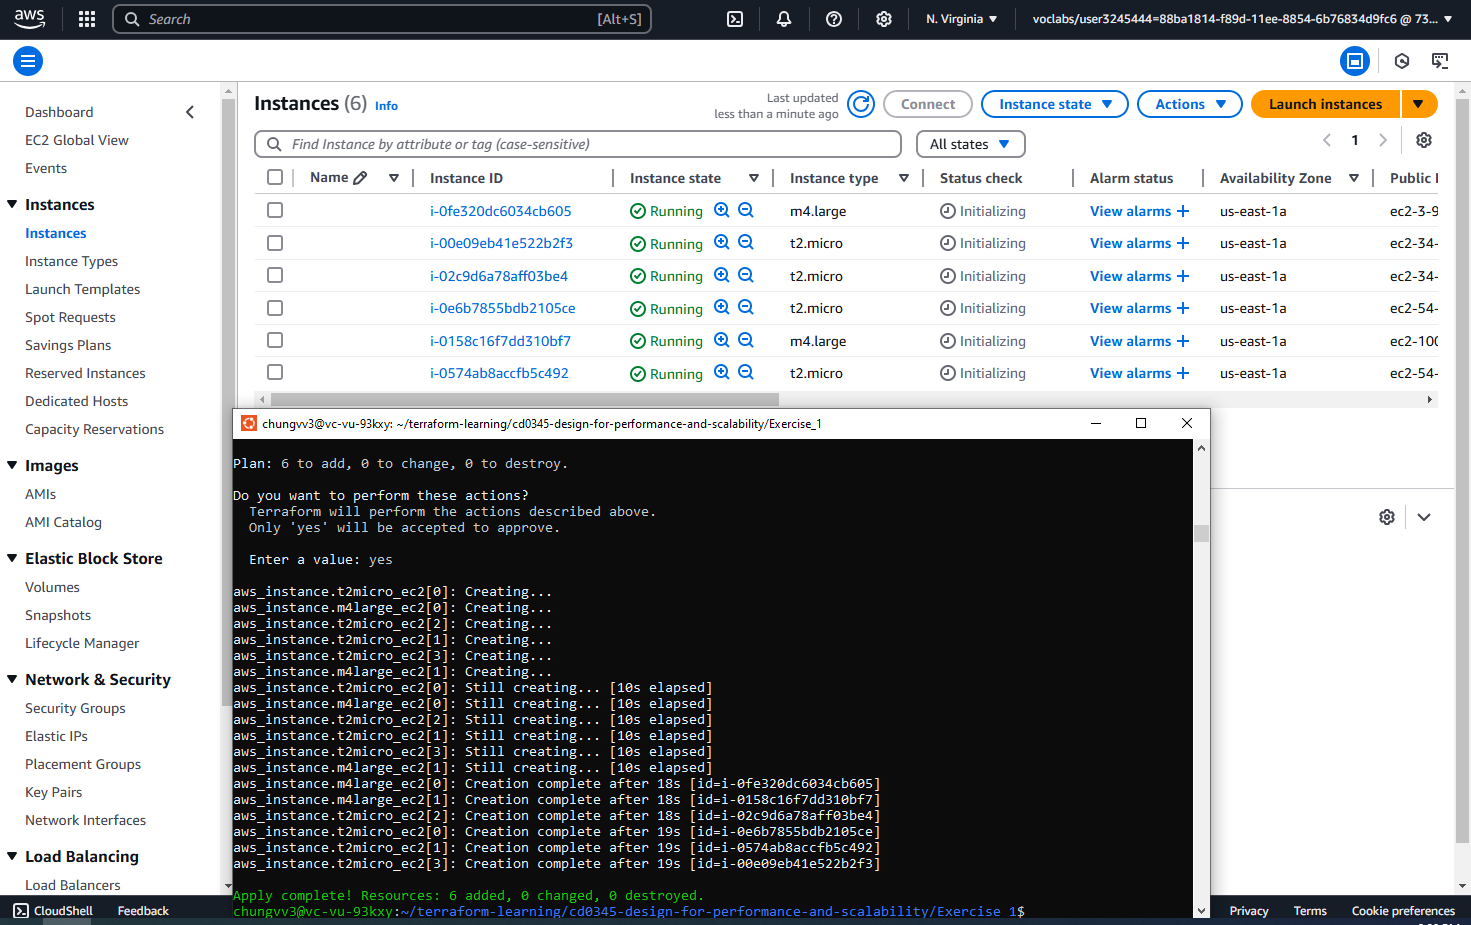 aws
Search [Alt+S]
N. Virginia
voclabs/user3245444=88ba1814-f89d-11ee-8854-6b76834d9fc6 @ 73...
Dashboard
EC2 Global View
Events
Instances
Instances
Instance Types
Launch Templates
Spot Requests
Savings Plans
Reserved Instances
Dedicated Hosts
Capacity Reservations
Images
AMIs
AMI Catalog
Elastic Block Store
Volumes
Snapshots
Lifecycle Manager
Network & Security
Security Groups
Elastic IPs
Placement Groups
Key Pairs
Network Interfaces
Load Balancing
Load Balancers
Instances (6) Info
Last updated
less than a minute ago
Connect
Instance state
Actions
Launch instances
Find Instance by attribute or tag (case-sensitive)
All states
1
Name Instance ID Instance state Instance type Status check Alarm status Availability Zone Public I
i-0fe320dc6034cb605 Running m4.large Initializing View alarms + us-east-1a ec2-3-9
i-00e09eb41e522b2f3 Running t2.micro Initializing View alarms + us-east-1a ec2-34-
i-02c9d6a78aff03be4 Running t2.micro Initializing View alarms + us-east-1a ec2-34-
i-0e6b7855bdb2105ce Running t2.micro Initializing View alarms + us-east-1a ec2-54-
i-0158c16f7dd310bf7 Running m4.large Initializing View alarms + us-east-1a ec2-100
i-0574ab8accfb5c492 Running t2.micro Initializing View alarms + us-east-1a ec2-54-
chungvv3@vc-vu-93kxy: ~/terraform-learning/cd0345-design-for-performance-and-scalability/Exercise_1
Plan: 6 to add, 0 to change, 0 to destroy.
Do you want to perform these actions?
Terraform will perform the actions described above.
Only 'yes' will be accepted to approve.
Enter a value: yes
aws_instance.t2micro_ec2[0]: Creating...
aws_instance.m4large_ec2[0]: Creating...
aws_instance.t2micro_ec2[2]: Creating...
aws_instance.t2micro_ec2[1]: Creating...
aws_instance.t2micro_ec2[3]: Creating...
aws_instance.m4large_ec2[1]: Creating...
aws_instance.t2micro_ec2[0]: Still creating... [10s elapsed]
aws_instance.m4large_ec2[0]: Still creating... [10s elapsed]
aws_instance.t2micro_ec2[2]: Still creating... [10s elapsed]
aws_instance.t2micro_ec2[1]: Still creating... [10s elapsed]
aws_instance.t2micro_ec2[3]: Still creating... [10s elapsed]
aws_instance.m4large_ec2[1]: Still creating... [10s elapsed]
aws_instance.m4large_ec2[0]: Creation complete after 18s [id=i-0fe320dc6034cb605]
aws_instance.m4large_ec2[1]: Creation complete after 18s [id=i-0158c16f7dd310bf7]
aws_instance.t2micro_ec2[2]: Creation complete after 18s [id=i-02c9d6a78aff03be4]
aws_instance.t2micro_ec2[0]: Creation complete after 19s [id=i-0e6b7855bdb2105ce]
aws_instance.t2micro_ec2[1]: Creation complete after 19s [id=i-0574ab8accfb5c492]
aws_instance.t2micro_ec2[3]: Creation complete after 19s [id=i-00e09eb41e522b2f3]
Apply complete! Resources: 6 added, 0 changed, 0 destroyed.
chungvv3@vc-vu-93kxy:~/terraform-learning/cd0345-design-for-performance-and-scalability/Exercise_1$
CloudShell Feedback Privacy Terms Cookie preferences